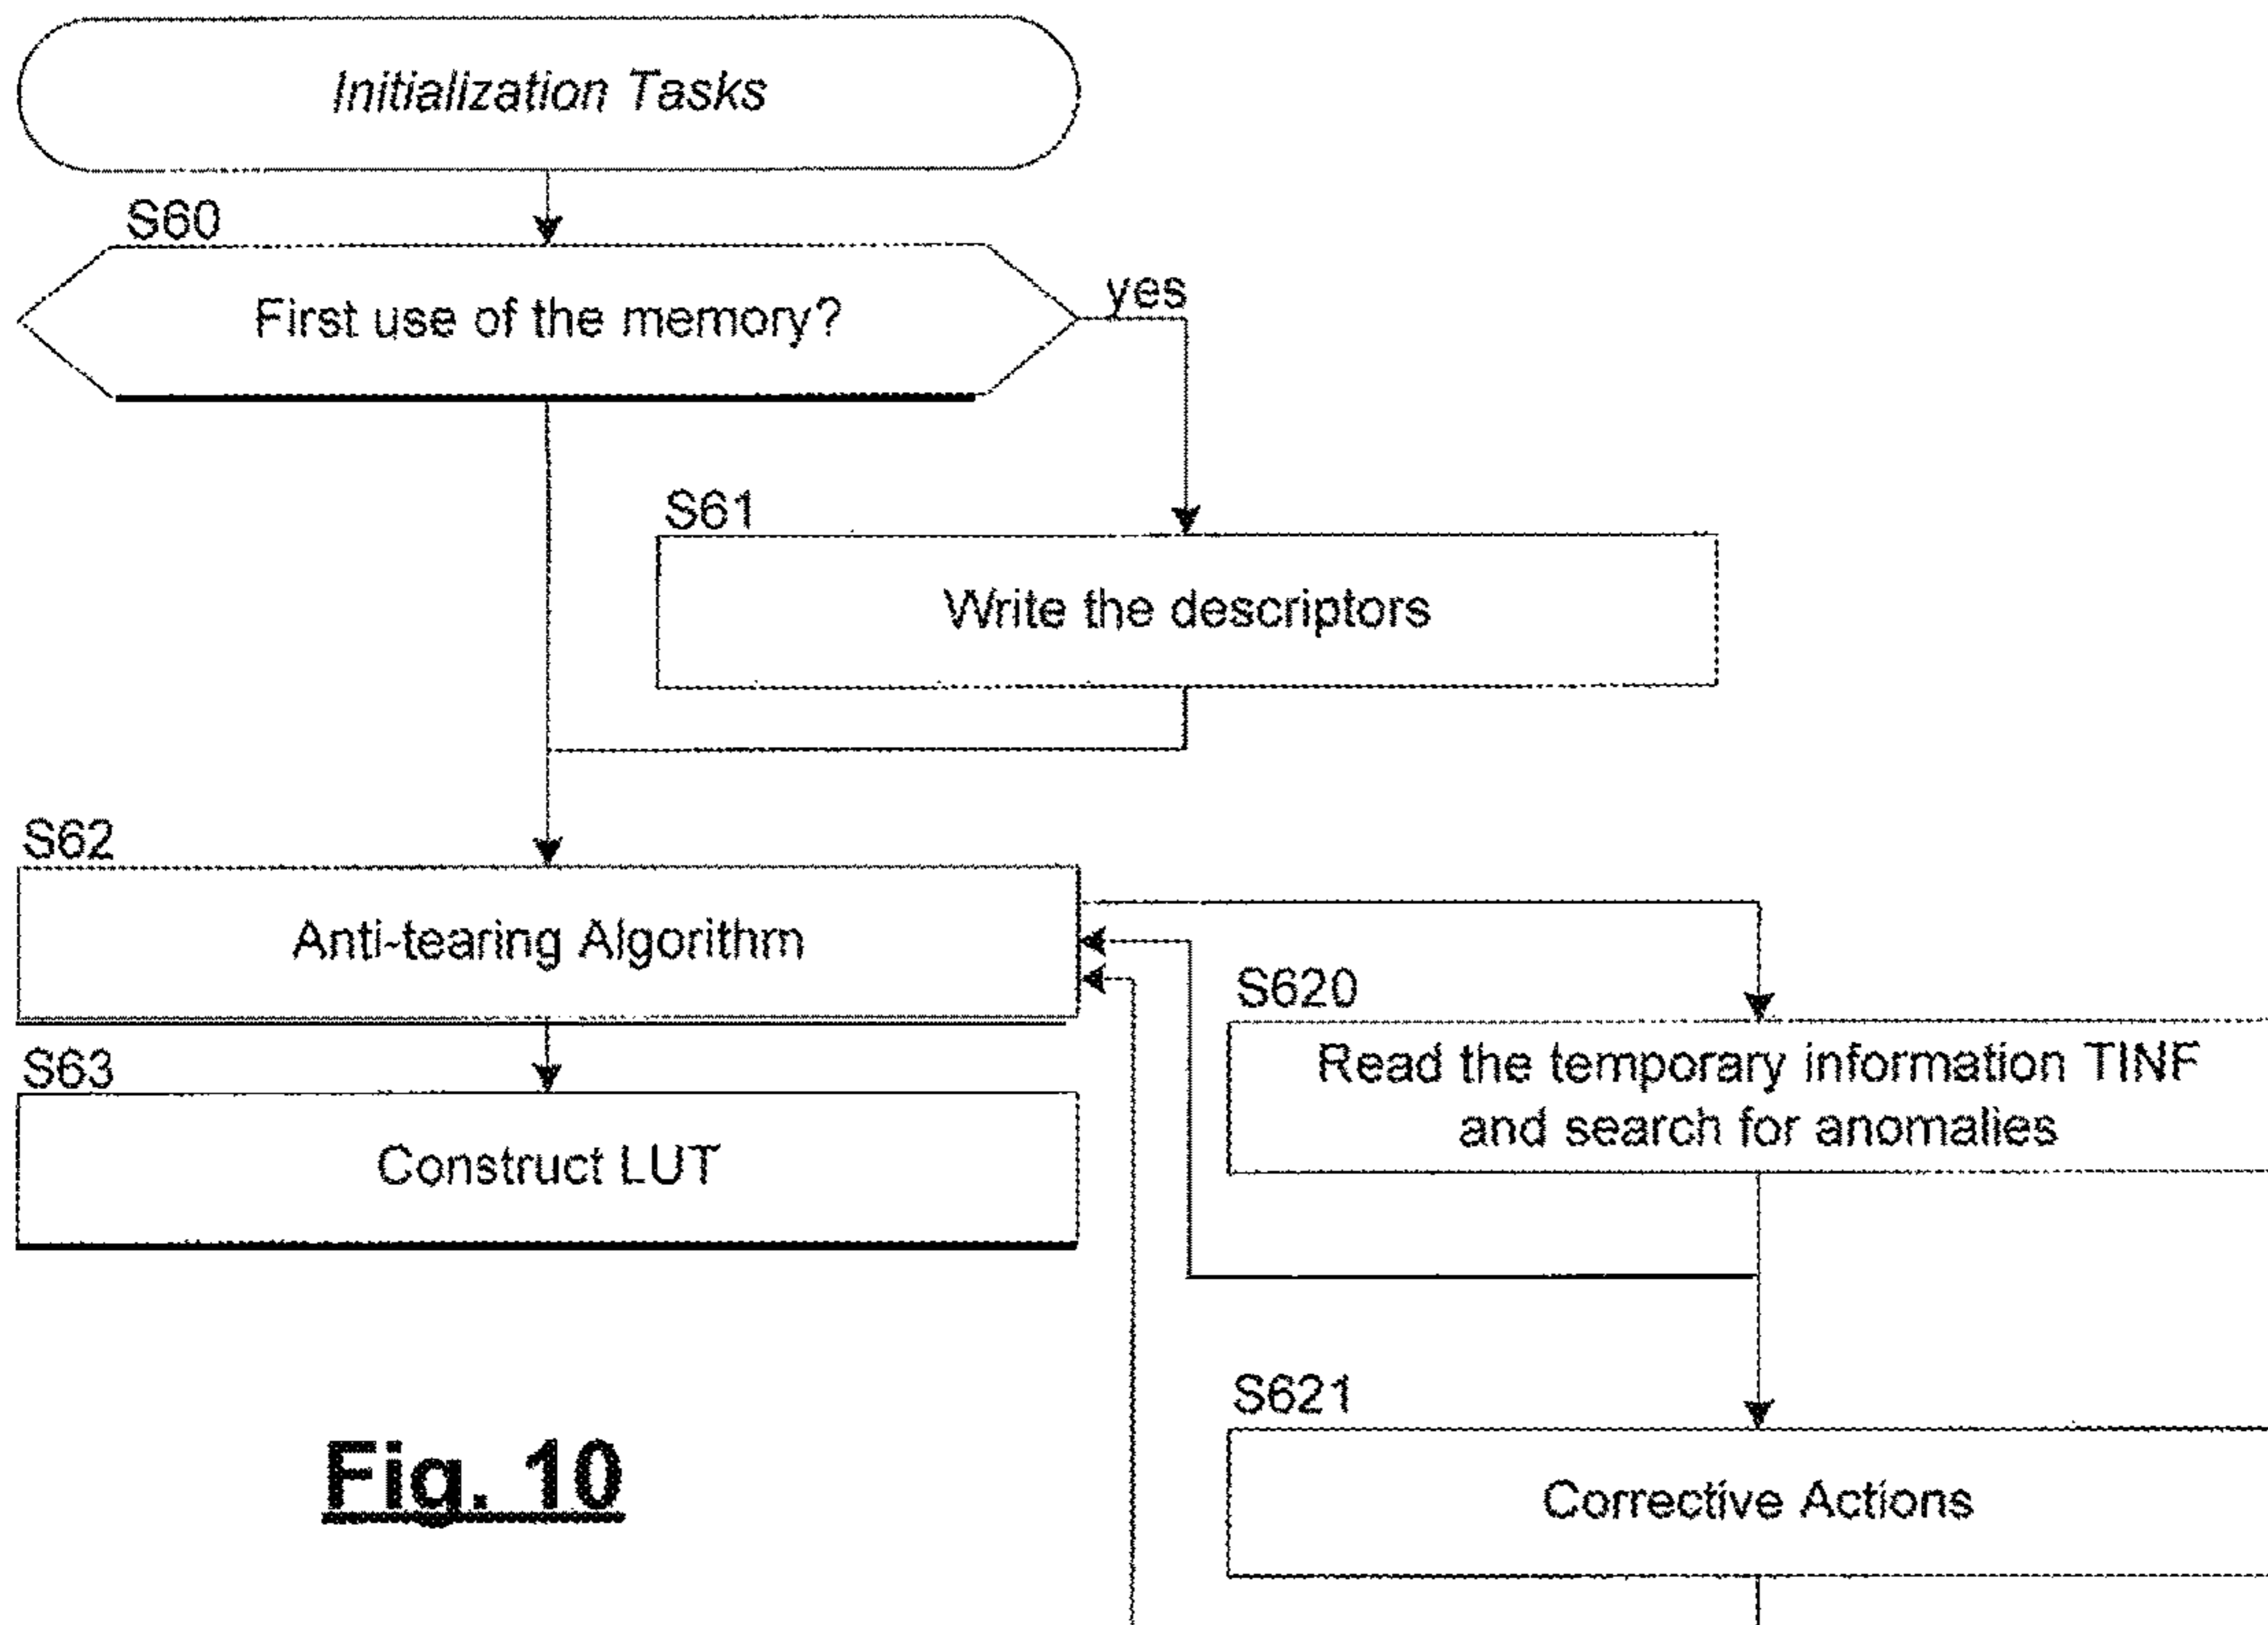 Initialization Tasks
S60
First use of the memory?
yes
S61
Write the descriptors
S62
Anti-tearing Algorithm
S620
Read the temporary information TINF
and search for anomalies
S63
Construct LUT
S621
Corrective Actions
Fig. 10